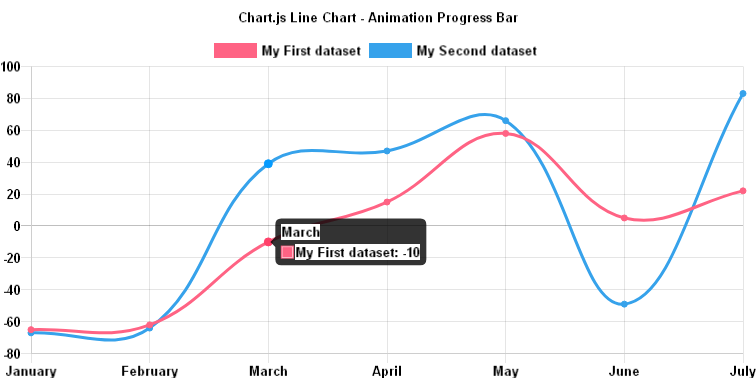 Chart.js Line Chart - Animation Progress Bar
My First dataset My Second dataset
100
80
60
40
20
0
-20
-40
-60
-80
March
My First dataset: -10
January February March April May June July